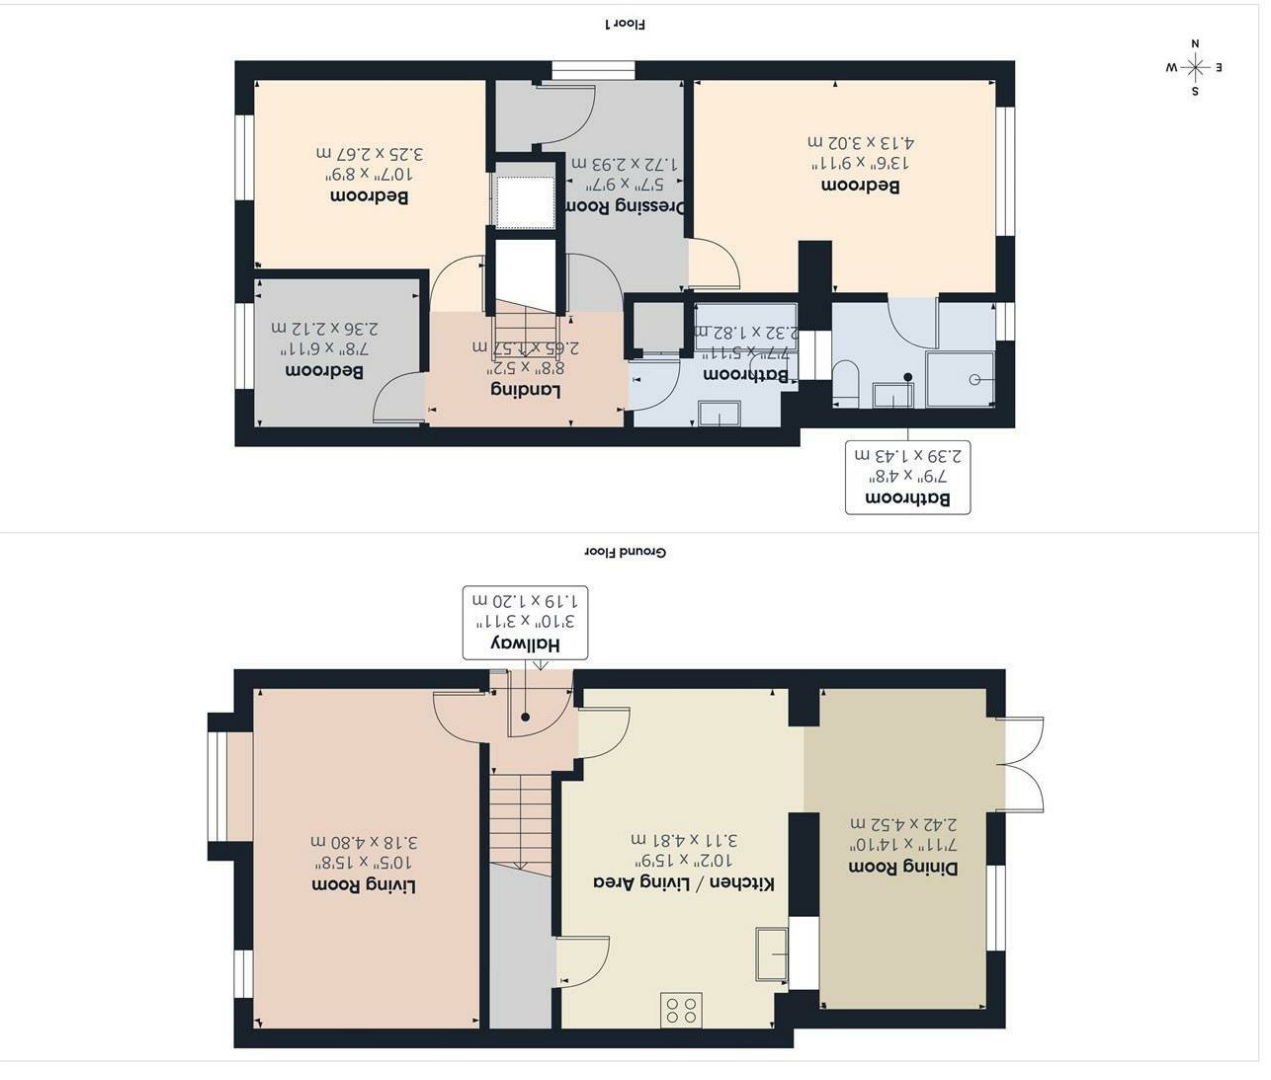 Dining Room
7'11" x 14'10"
2.42 x 4.52 m
Kitchen / Living Area
10'2" x 15'9"
3.11 x 4.81 m
Living Room
10'5" x 15'8"
3.18 x 4.80 m
Hallway
3'10" x 3'11"
1.19 x 1.20 m
Ground Floor
Bathroom
7'9" x 4'8"
2.39 x 1.43 m
Bathroom
7'7" x 5'11"
2.32 x 1.82 m
Landing
8'8" x 5'2"
2.65 x 1.57 m
Bedroom
7'8" x 6'11"
2.36 x 2.12 m
Bedroom
13'6" x 9'11"
4.13 x 3.02 m
Dressing Room
5'7" x 9'7"
1.72 x 2.93 m
Bedroom
10'7" x 8'9"
3.25 x 2.67 m
S
E
W
N
Floor 1